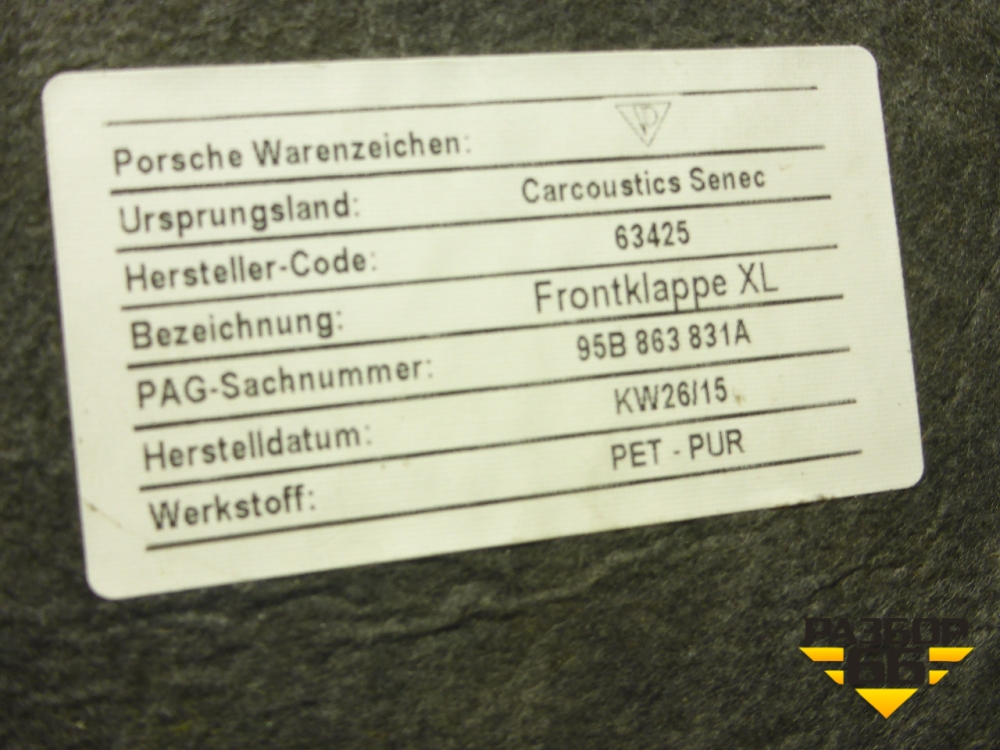 Porsche Warenzeichen:
Ursprungsland: Carcoustics Senec
Hersteller-Code: 63425
Bezeichnung: Frontklappe XL
PAG-Sachnummer: 95B 863 831A
Herstelldatum: KW26/15
Werkstoff: PET - PUR
РАЗБОР
66